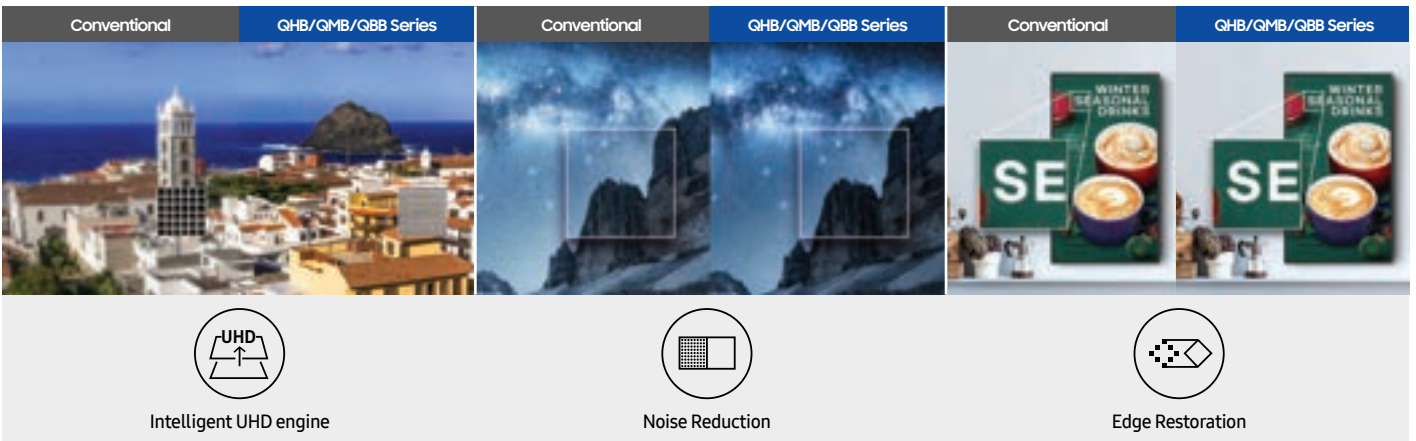 Conventional
QHB/QMB/QBB Series
Conventional
QHB/QMB/QBB Series
Conventional
QHB/QMB/QBB Series
WINTER
SEASONAL
DRINKS
SE
WINTER
SEASONAL
DRINKS
SE
UHD
Intelligent UHD engine
Noise Reduction
Edge Restoration